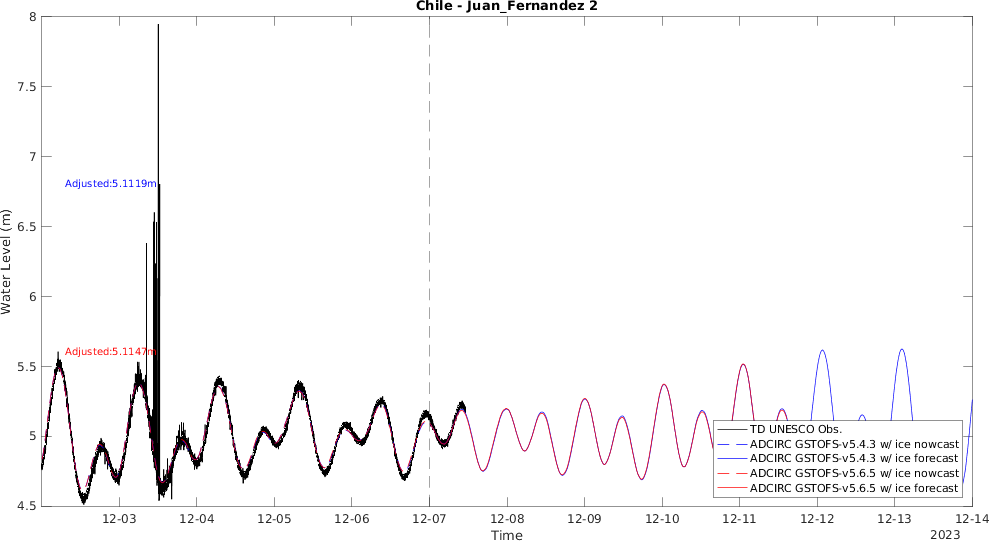 Chile - Juan_Fernandez 2
8
7.5
7
6.5
6
5.5
5
4.5
Water Level (m)
Adjusted:5.1119m
Adjusted:5.1147m
TD UNESCO Obs.
ADCIRC GSTOFS-v5.4.3 w/ ice nowcast
ADCIRC GSTOFS-v5.4.3 w/ ice forecast
ADCIRC GSTOFS-v5.6.5 w/ ice nowcast
ADCIRC GSTOFS-v5.6.5 w/ ice forecast
12-03 12-04 12-05 12-06 12-07 12-08 12-09 12-10 12-11 12-12 12-13 12-14
Time
2023